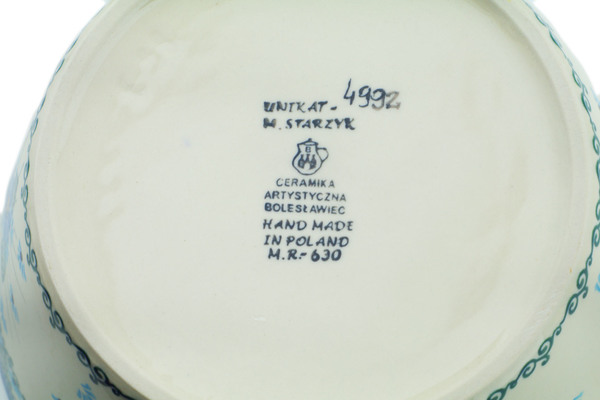 UNIKAT - 4992
M. STARZYK
B
CERAMIKA
ARTYSTYCZNA
BOLESŁAWIEC
HAND MADE
IN POLAND
M.R.-630